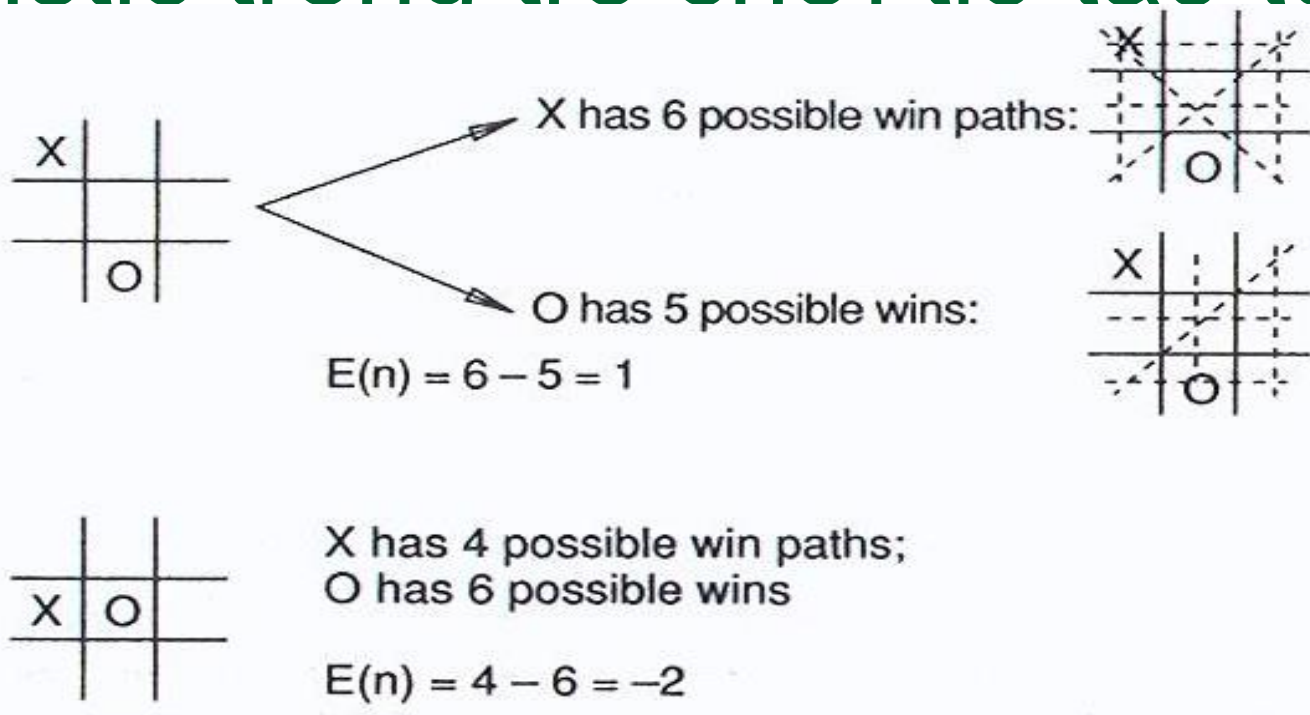 X has 6 possible win paths:
X
O
X
O
O has 5 possible wins:
X
O
E(n) = 6 – 5 = 1
X has 4 possible win paths;
O has 6 possible wins
X O
E(n) = 4 – 6 = –2